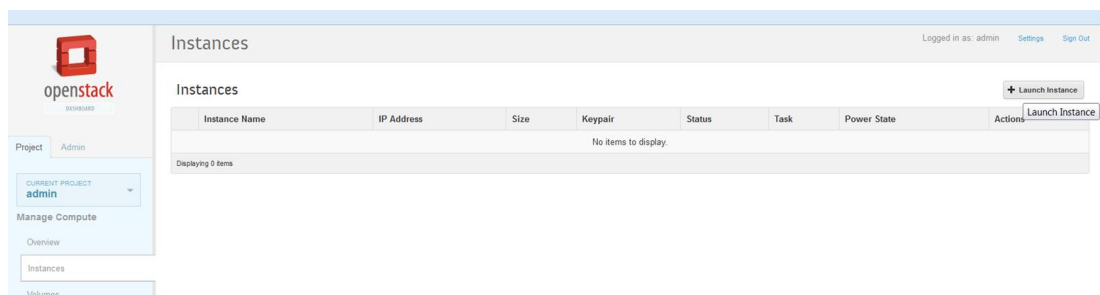 Instances
Logged in as: admin Settings Sign Out
openstack
DASHBOARD
Instances
+ Launch Instance
Launch Instance
Instance Name IP Address Size Keypair Status Task Power State Actions
No items to display.
Displaying 0 items
Project Admin
CURRENT PROJECT
admin
Manage Compute
Overview
Instances
Volumes